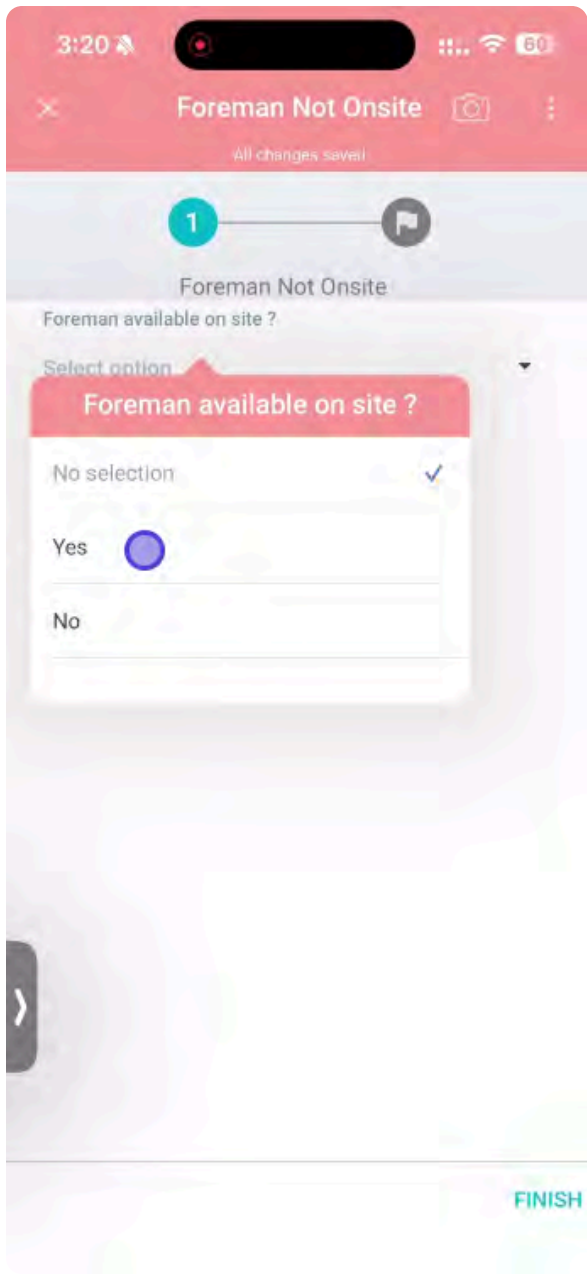 3:20
60
Foreman Not Onsite
All changes saved
1
Foreman Not Onsite
Foreman available on site ?
Select option
Foreman available on site ?
No selection
Yes
No
FINISH